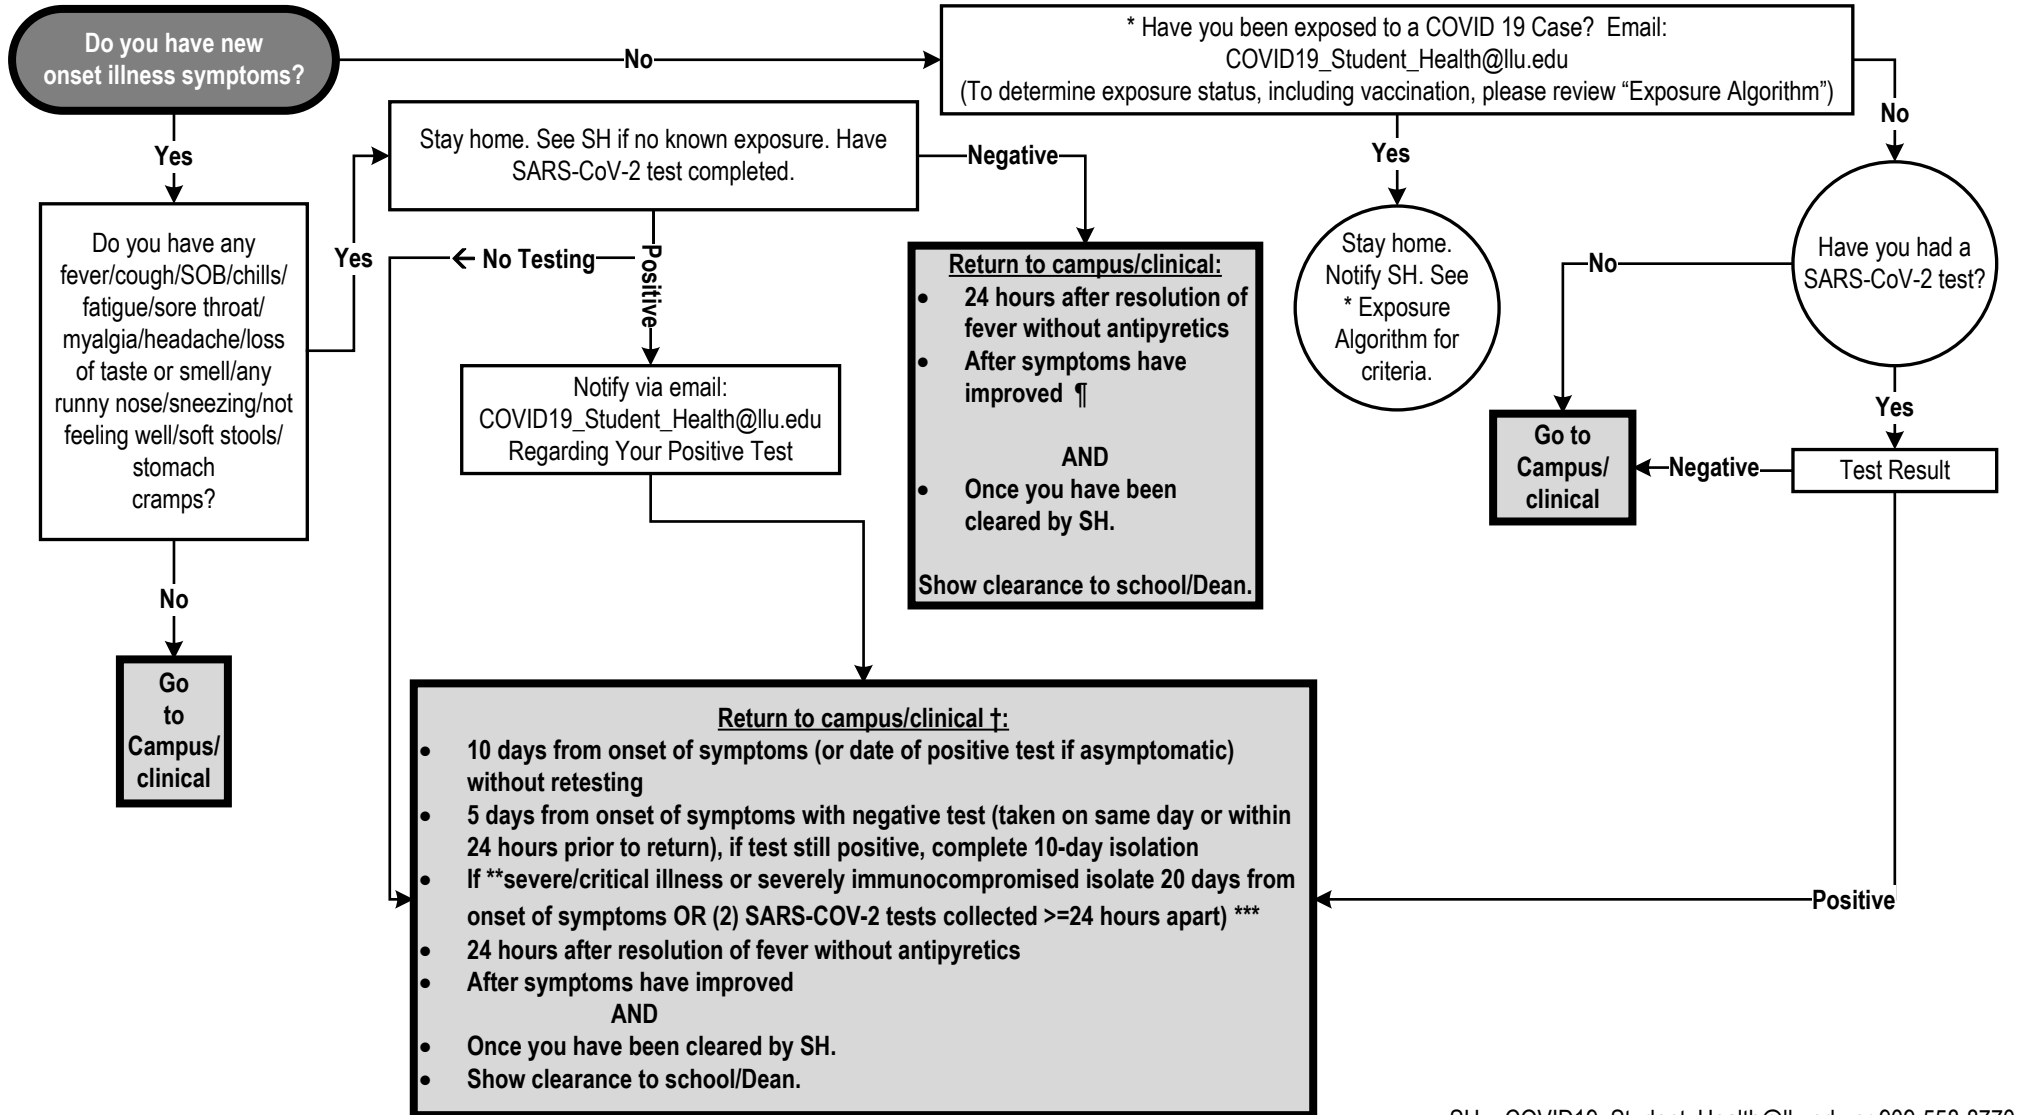 Do you have new
onset illness symptoms?
No
* Have you been exposed to a COVID 19 Case?  Email:
COVID19_Student_Health@llu.edu
(To determine exposure status, including vaccination, please review “Exposure Algorithm”)
Yes
No
Yes
Stay home. See SH if no known exposure. Have
SARS-CoV-2 test completed.
Negative
Do you have any
fever/cough/SOB/chills/
fatigue/sore throat/
myalgia/headache/loss
of taste or smell/any
runny nose/sneezing/not
feeling well/soft stools/
stomach
cramps?
Yes
← No Testing
Positive
Return to campus/clinical:
• 24 hours after resolution of
fever without antipyretics
• After symptoms have
improved ¶
AND
• Once you have been
cleared by SH.
Show clearance to school/Dean.
Stay home.
Notify SH. See
* Exposure
Algorithm for
criteria.
Have you had a
SARS-CoV-2 test?
No
Yes
Go to
Campus/
clinical
Negative
Test Result
Notify via email:
COVID19_Student_Health@llu.edu
Regarding Your Positive Test
No
Go
to
Campus/
clinical
Return to campus/clinical †:
• 10 days from onset of symptoms (or date of positive test if asymptomatic)
without retesting
• 5 days from onset of symptoms with negative test (taken on same day or within
24 hours prior to return), if test still positive, complete 10-day isolation
• If **severe/critical illness or severely immunocompromised isolate 20 days from
onset of symptoms OR (2) SARS-COV-2 tests collected >=24 hours apart) ***
• 24 hours after resolution of fever without antipyretics
• After symptoms have improved
AND
• Once you have been cleared by SH.
• Show clearance to school/Dean.
Positive